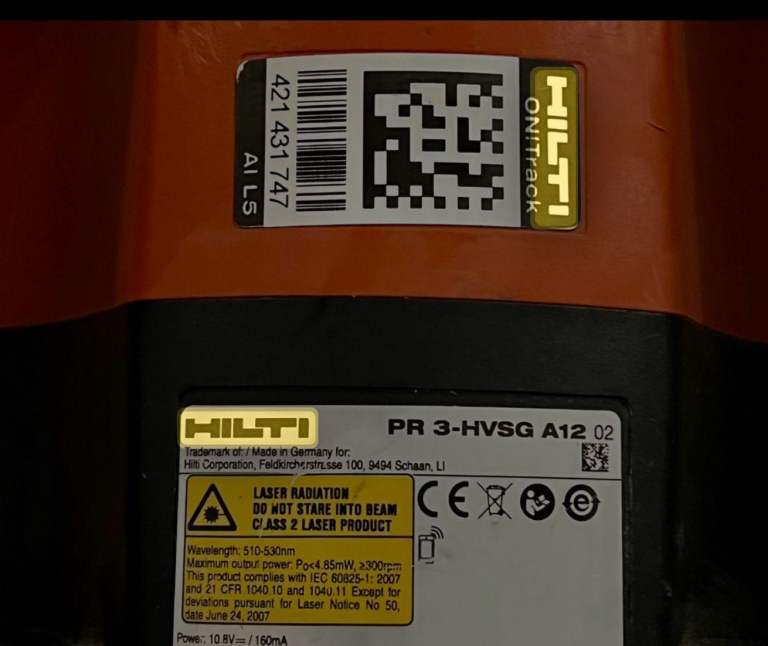 HILTI
ON!Track
421 431 747
AI L5
HILTI
PR 3-HVSG A12 02
Trademark of: / Made in Germany for:
Hilti Corporation, Feldkircherstrasse 100, 9494 Schaan, LI
LASER RADIATION
DO NOT STARE INTO BEAM
CLASS 2 LASER PRODUCT
CE
Wavelength: 510-530nm
Maximum output power: Po<4.85mW, ≥300rpm
This product complies with IEC 60825-1: 2007
and 21 CFR 1040.10 and 1040.11 Except for
deviations pursuant for Laser Notice No 50,
date June 24, 2007
Power: 10.8V⎓ / 160mA